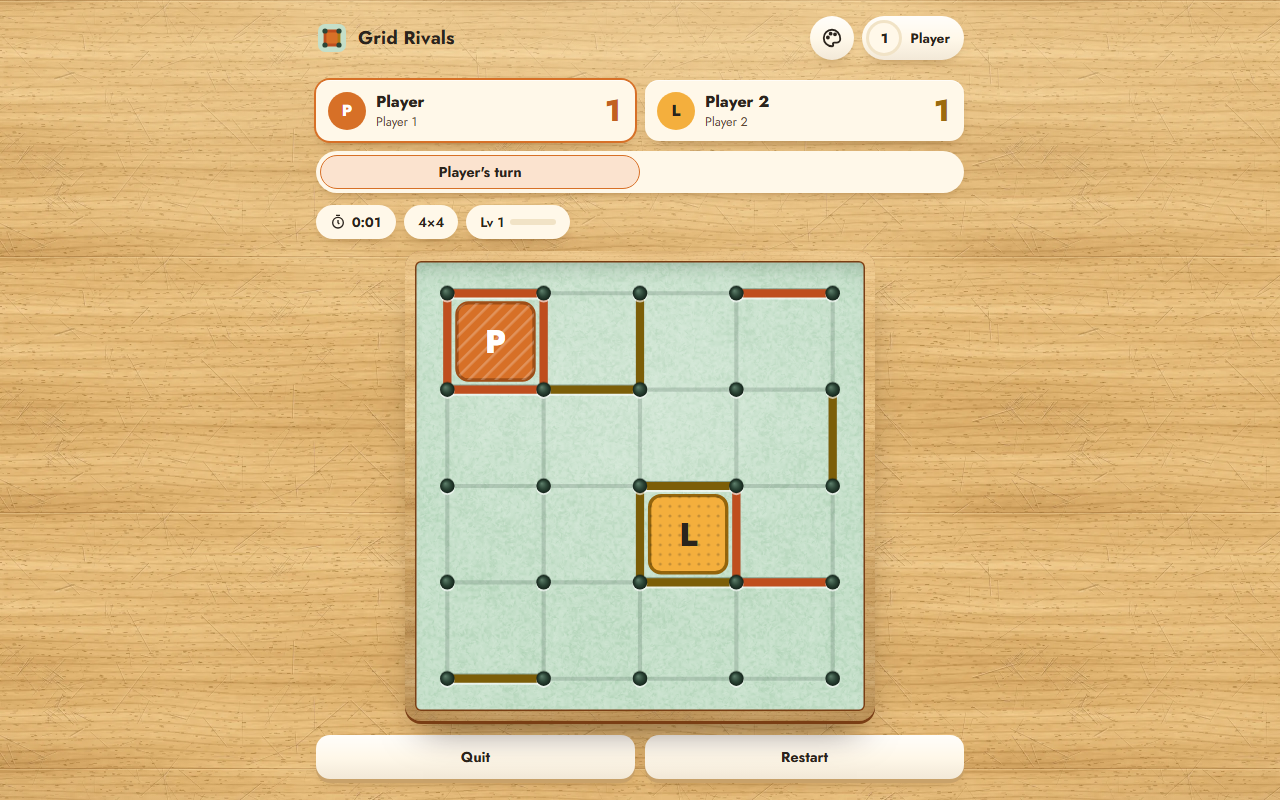 Grid Rivals
1 Player
P Player 1
Player 1
L Player 2 1
Player 2
Player's turn
0:01 4×4 Lv 1
P
L
Quit Restart